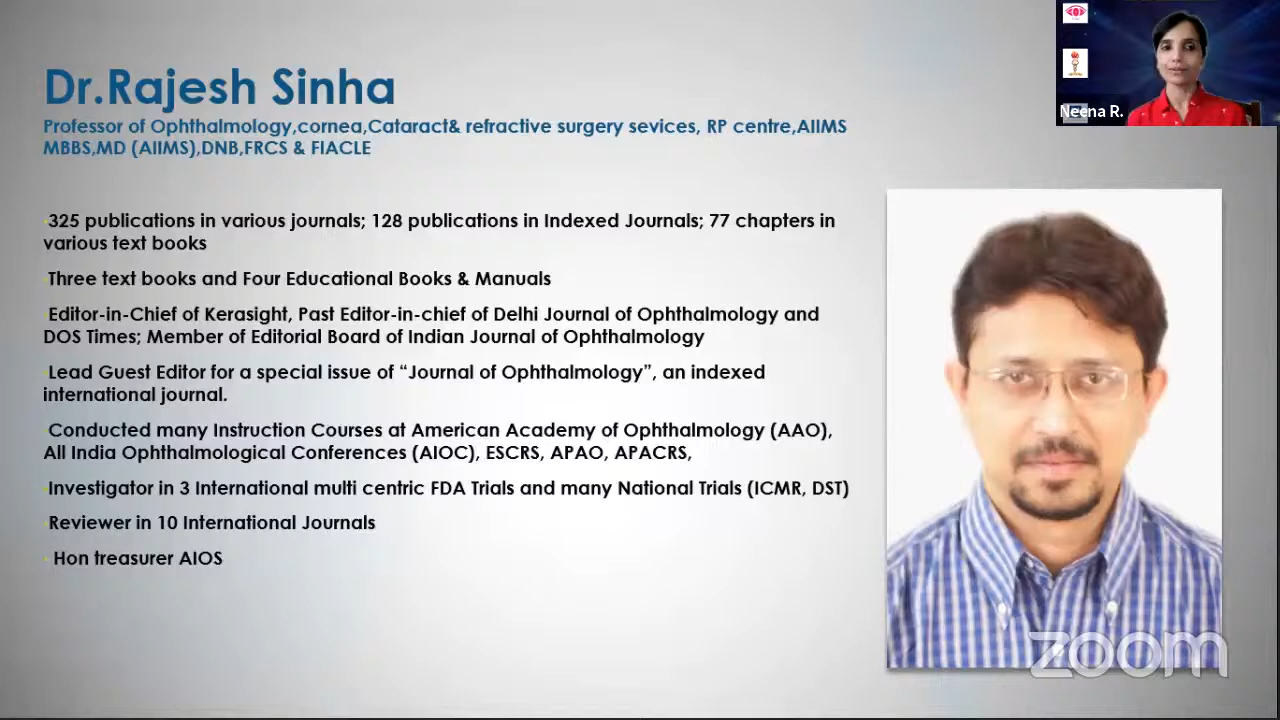 Dr.Rajesh Sinha
Professor of Ophthalmology,cornea,Cataract& refractive surgery sevices, RP centre,AIIMS
MBBS,MD (AIIMS),DNB,FRCS & FIACLE
Neena R.
325 publications in various journals; 128 publications in Indexed Journals; 77 chapters in
various text books
Three text books and Four Educational Books & Manuals
Editor-in-Chief of Kerasight, Past Editor-in-chief of Delhi Journal of Ophthalmology and
DOS Times; Member of Editorial Board of Indian Journal of Ophthalmology
Lead Guest Editor for a special issue of “Journal of Ophthalmology”, an indexed
international journal.
Conducted many Instruction Courses at American Academy of Ophthalmology (AAO),
All India Ophthalmological Conferences (AIOC), ESCRS, APAO, APACRS,
Investigator in 3 International multi centric FDA Trials and many National Trials (ICMR, DST)
Reviewer in 10 International Journals
Hon treasurer AIOS
zoom